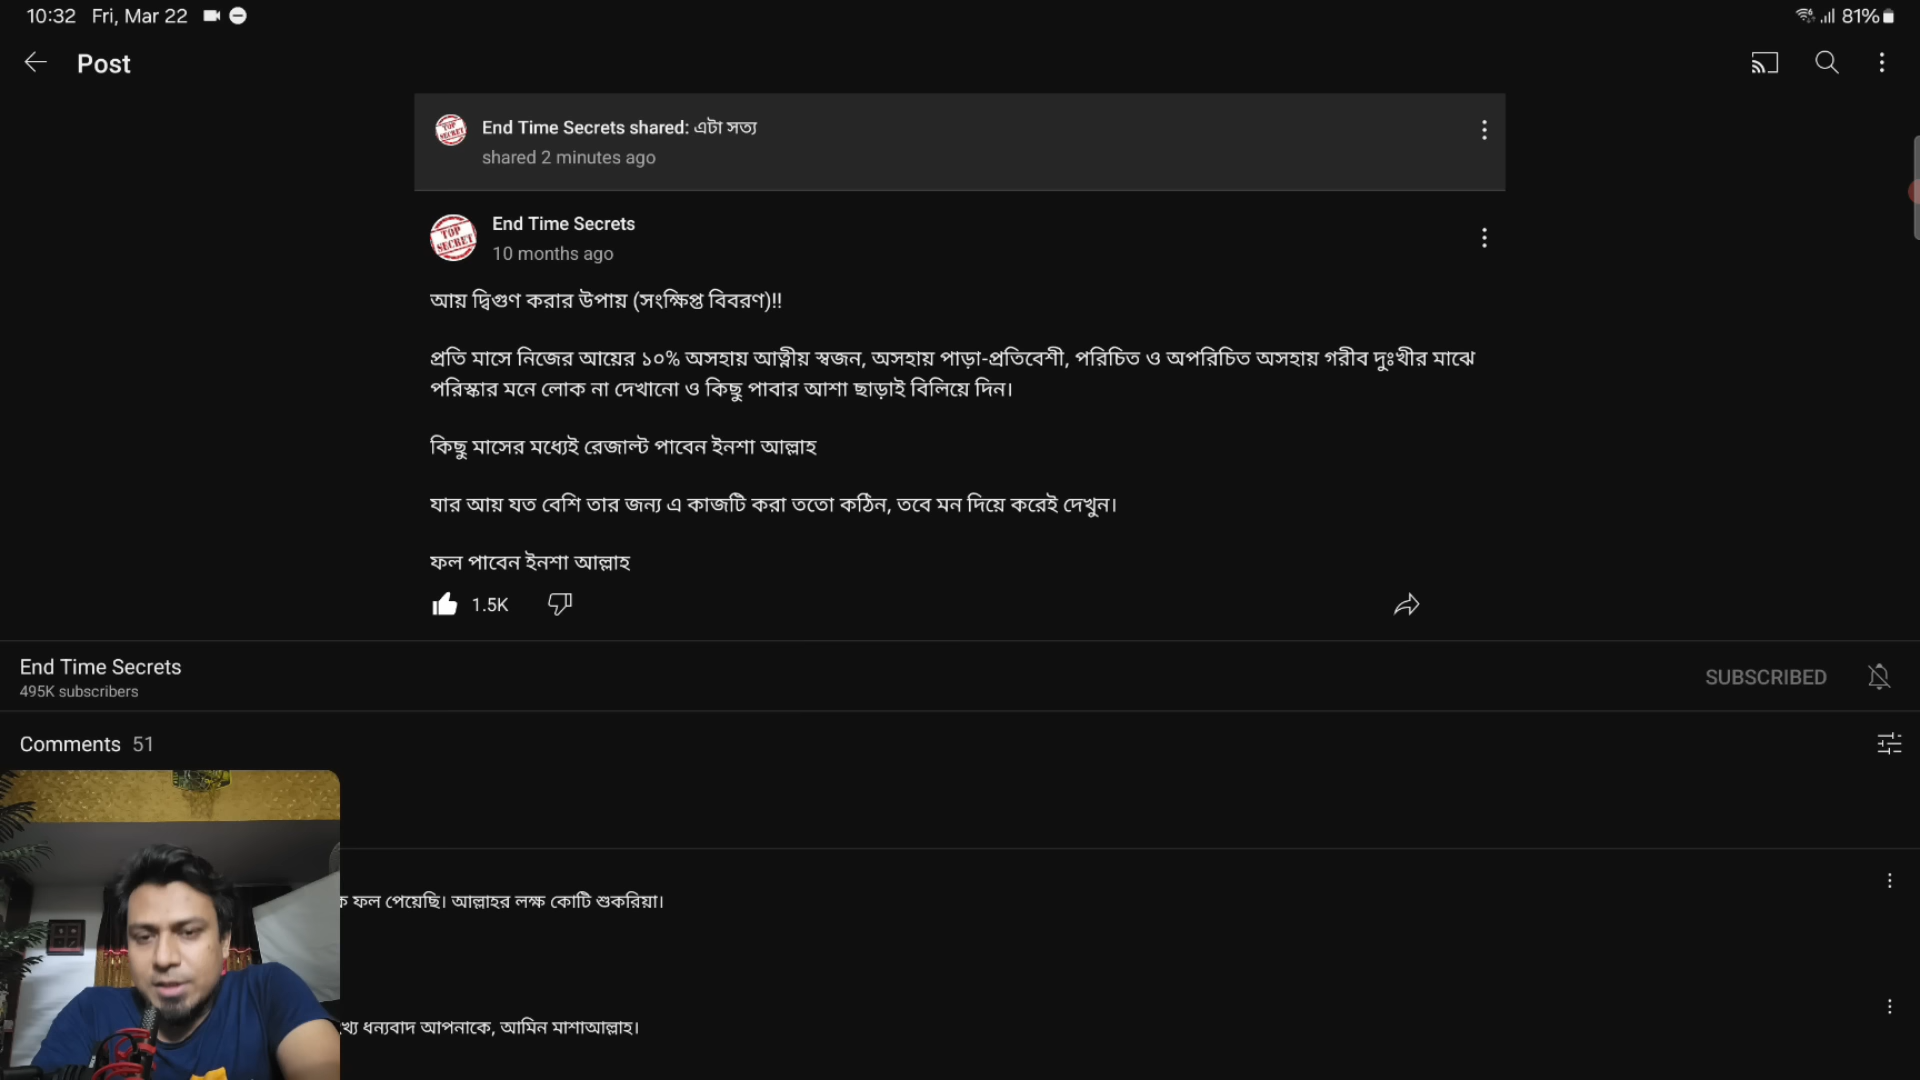 10:32 Fri, Mar 22
81%
Post
End Time Secrets shared: এটা সত্য
shared 2 minutes ago
TOP SECRET
End Time Secrets
10 months ago
আয় দ্বিগুণ করার উপায় (সংক্ষিপ্ত বিবরণ)!!
প্রতি মাসে নিজের আয়ের ১০% অসহায় আত্নীয় স্বজন, অসহায় পাড়া-প্রতিবেশী, পরিচিত ও অপরিচিত অসহায় গরীব দুঃখীর মাঝে
পরিস্কার মনে লোক না দেখানো ও কিছু পাবার আশা ছাড়াই বিলিয়ে দিন।
কিছু মাসের মধ্যেই রেজাল্ট পাবেন ইনশা আল্লাহ
যার আয় যত বেশি তার জন্য এ কাজটি করা ততো কঠিন, তবে মন দিয়ে করেই দেখুন।
ফল পাবেন ইনশা আল্লাহ
1.5K
End Time Secrets
495K subscribers
SUBSCRIBED
Comments 51
ফল পেয়েছি। আল্লাহর লক্ষ কোটি শুকরিয়া।
ধন্যবাদ আপনাকে, আমিন মাশাআল্লাহ।